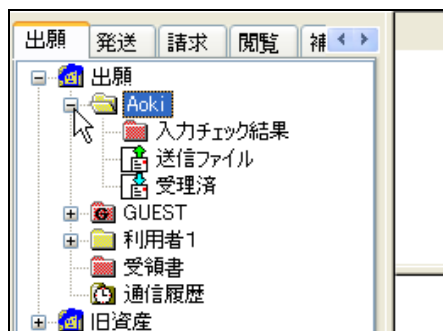 出願 発送 請求 閲覧 補
出願
Aoki
入力チェック結果
送信ファイル
受理済
GUEST
利用者1
受領書
通信履歴
旧資産